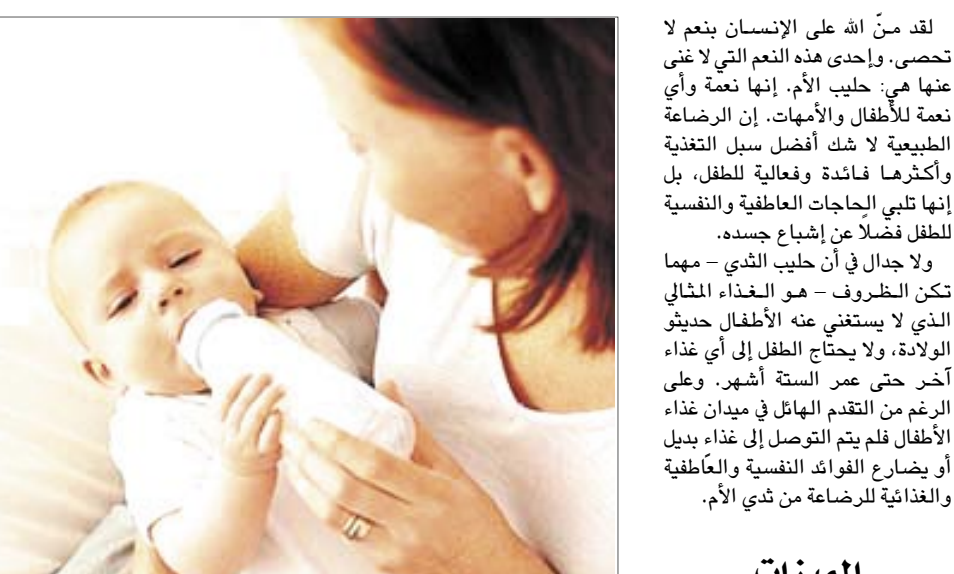 لقد منّ الله على الإنسان بنعم لا
تحصى. وإحدى هذه النعم التي لا غنى
عنها هي: حليب الأم. إنها نعمة وأي
نعمة للأطفال والأمهات. إن الرضاعة
الطبيعية لا شك أفضل سبل التغذية
وأكثرها فائدة وفعالية للطفل، بل
إنها تلبي الحاجات العاطفية والنفسية
للطفل فضلاً عن إشباع جسده.
ولا جدال في أن حليب الثدي – مهما
تكن الظروف – هو الغذاء المثالي
الذي لا يستغني عنه الأطفال حديثو
الولادة، ولا يحتاج الطفل إلى أي غذاء
آخر حتى عمر الستة أشهر. وعلى
الرغم من التقدم الهائل في ميدان غذاء
الأطفال فلم يتم التوصل إلى غذاء بديل
أو يضارع الفوائد النفسية والعاطفية
والغذائية للرضاعة من ثدي الأم.